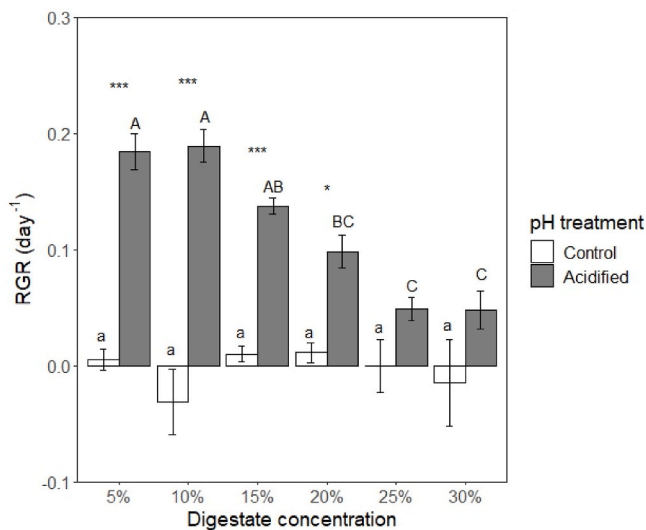 0.3
*** ***
A A
0.2
***
AB
*
BC
0.1
C C
a a a a a a
0.0
-0.1
5% 10% 15% 20% 25% 30%
Digestate concentration
RGR (day⁻¹)
pH treatment
Control
Acidified